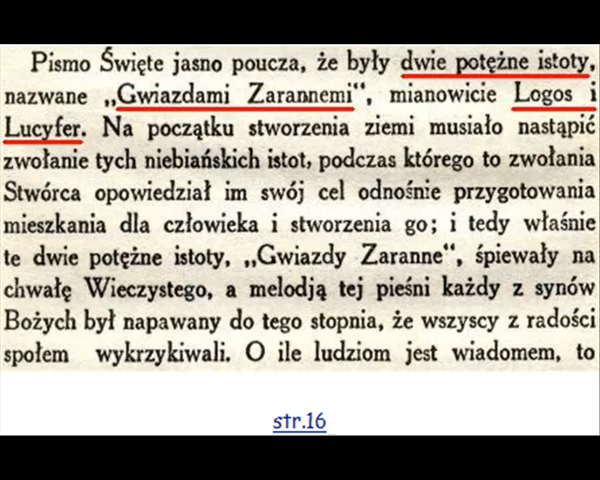 Pismo Święte jasno poucza, że były dwie potężne istoty,
nazwane „Gwiazdami Zarannemi“, mianowicie Logos i
Lucyfer. Na początku stworzenia ziemi musiało nastąpić
zwołanie tych niebiańskich istot, podczas którego to zwołania
Stwórca opowiedział im swój cel odnośnie przygotowania
mieszkania dla człowieka i stworzenia go; i tedy właśnie
te dwie potężne istoty, „Gwiazdy Zaranne“, śpiewały na
chwałę Wieczystego, a melodją tej pieśni każdy z synów
Bożych był napawany do tego stopnia, że wszyscy z radości
społem wykrzykiwali. O ile ludziom jest wiadomem, to
str.16